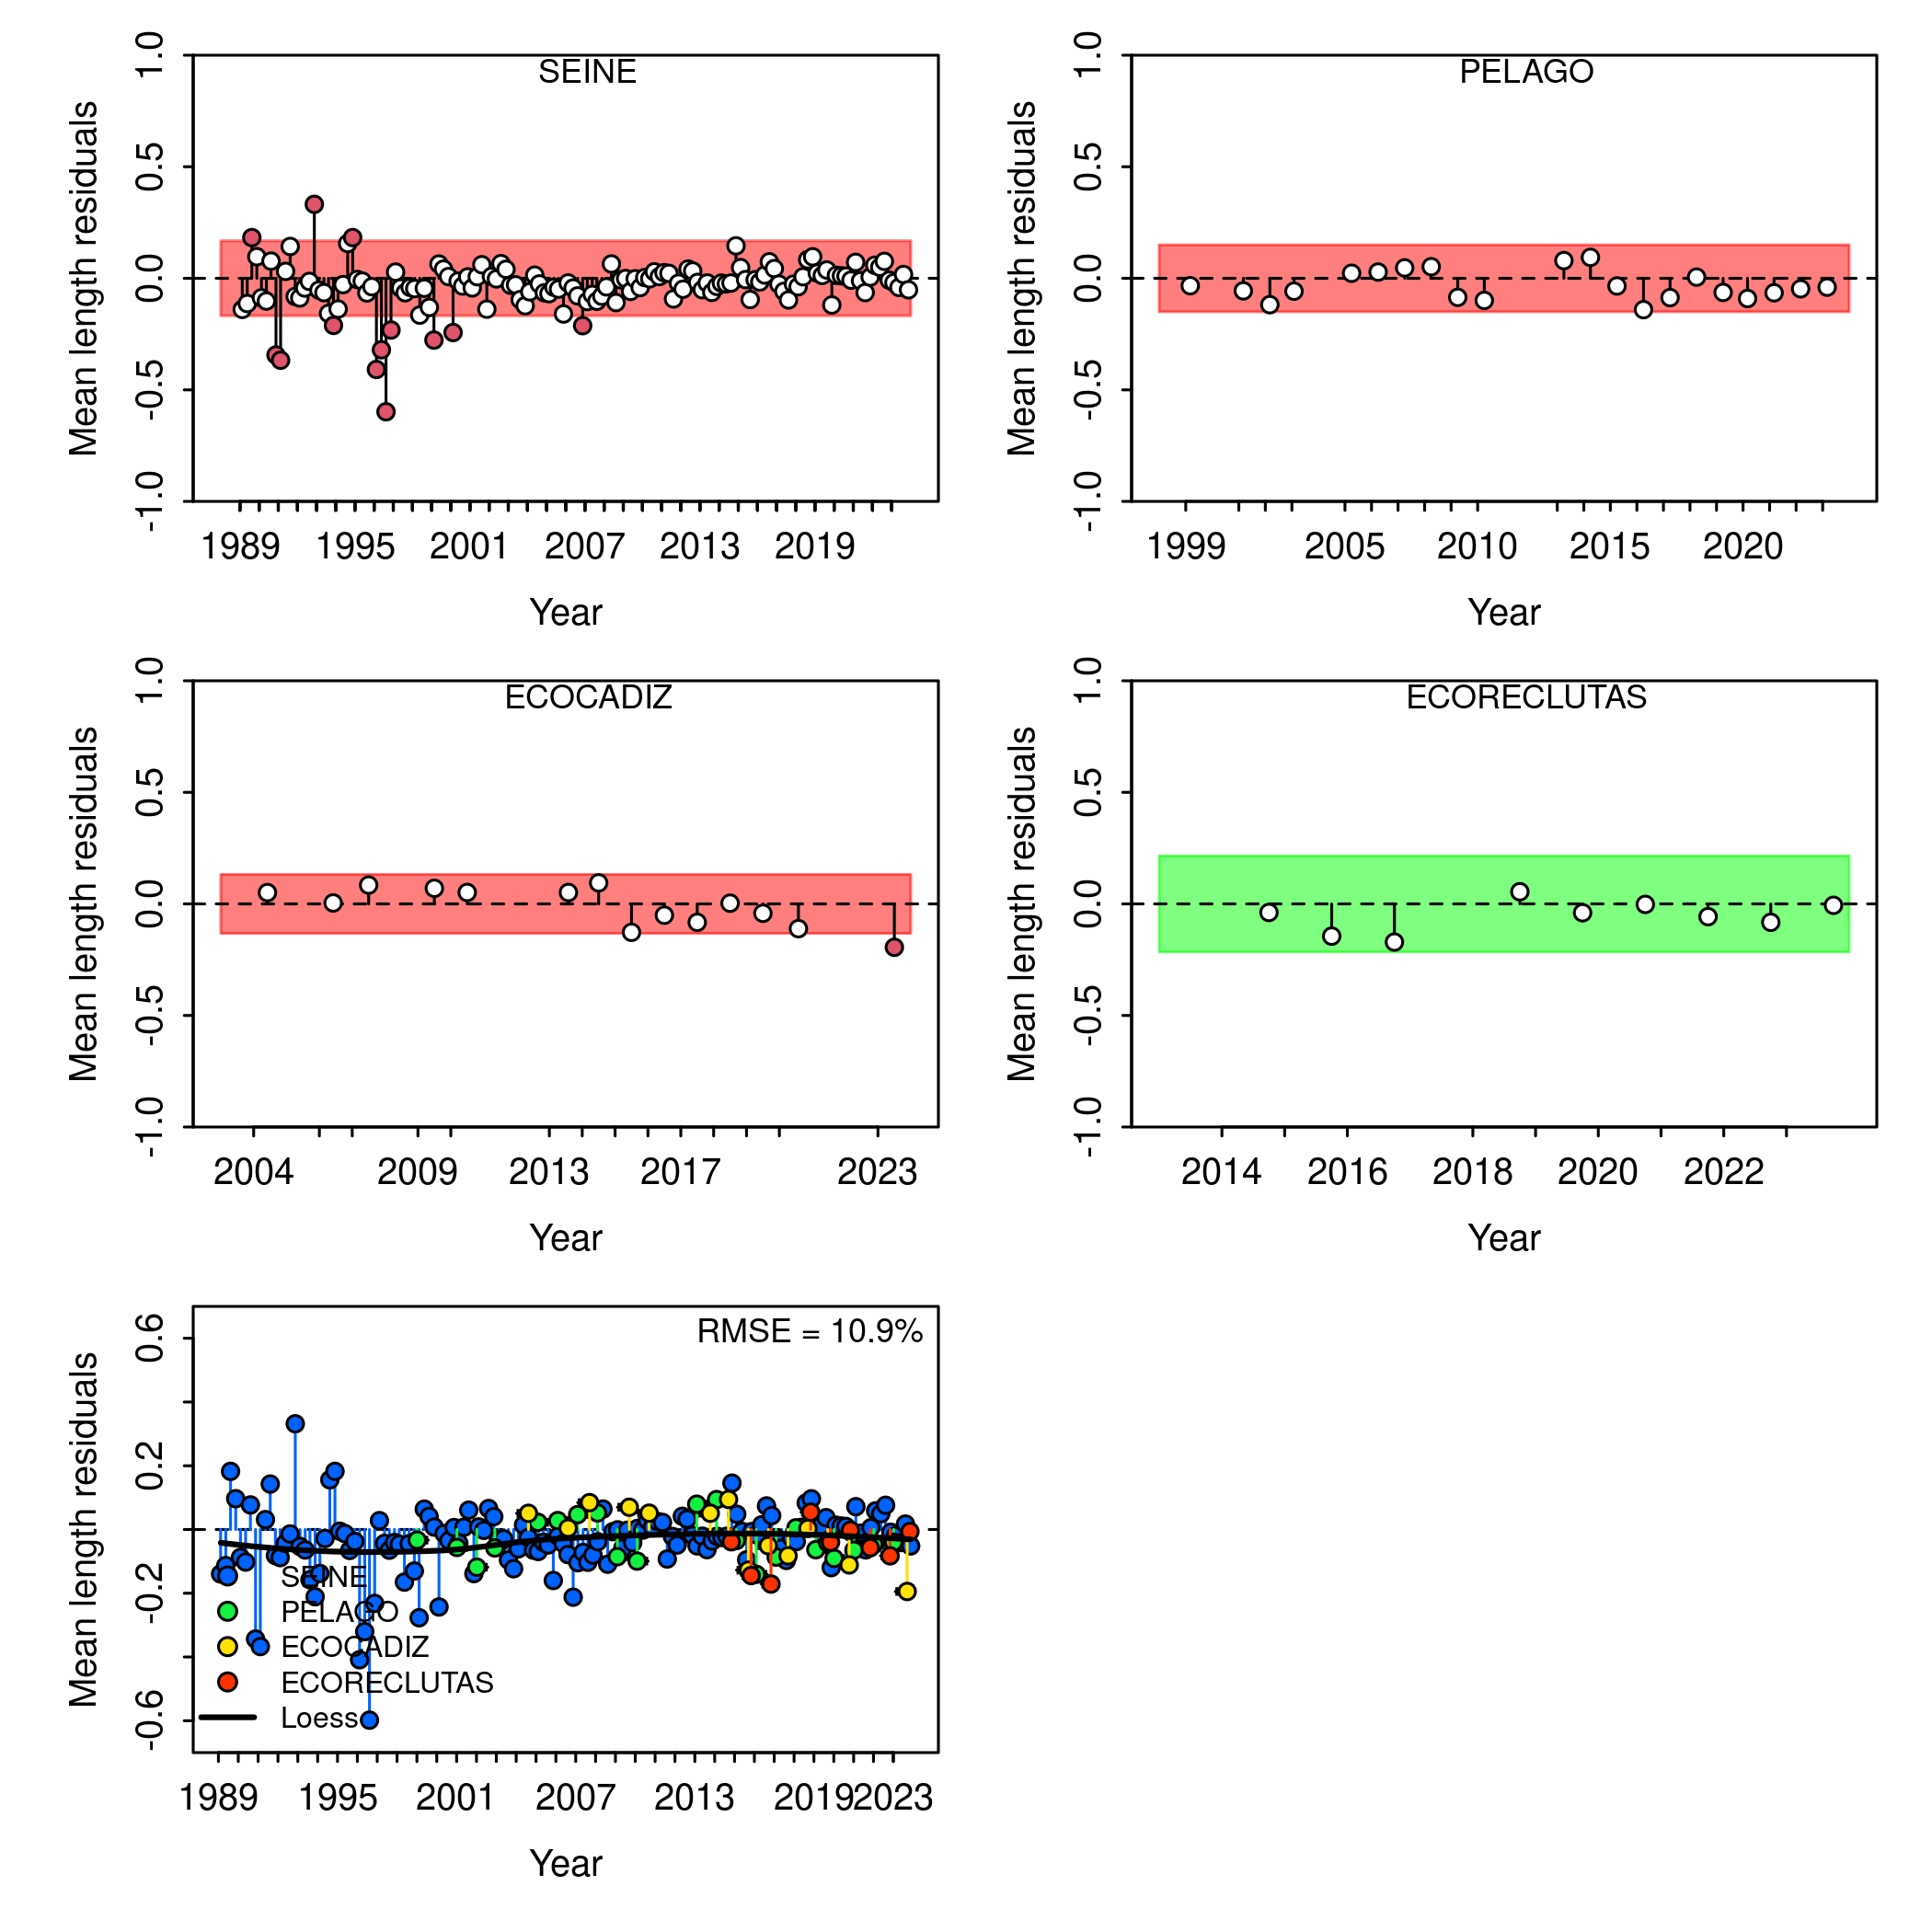 SEINE
Mean length residuals
1.0
0.5
0.0
-0.5
-1.0
1989 1995 2001 2007 2013 2019
Year
PELAGO
Mean length residuals
1.0
0.5
0.0
-0.5
-1.0
1999 2005 2010 2015 2020
Year
ECOCADIZ
Mean length residuals
1.0
0.5
0.0
-0.5
-1.0
2004 2009 2013 2017 2023
Year
ECORECLUTAS
Mean length residuals
1.0
0.5
0.0
-0.5
-1.0
2014 2016 2018 2020 2022
Year
RMSE = 10.9%
Mean length residuals
0.6
0.2
-0.2
-0.6
SEINE
PELAGO
ECOCADIZ
ECORECLUTAS
Loess
1989 1995 2001 2007 2013 2019 2023
Year